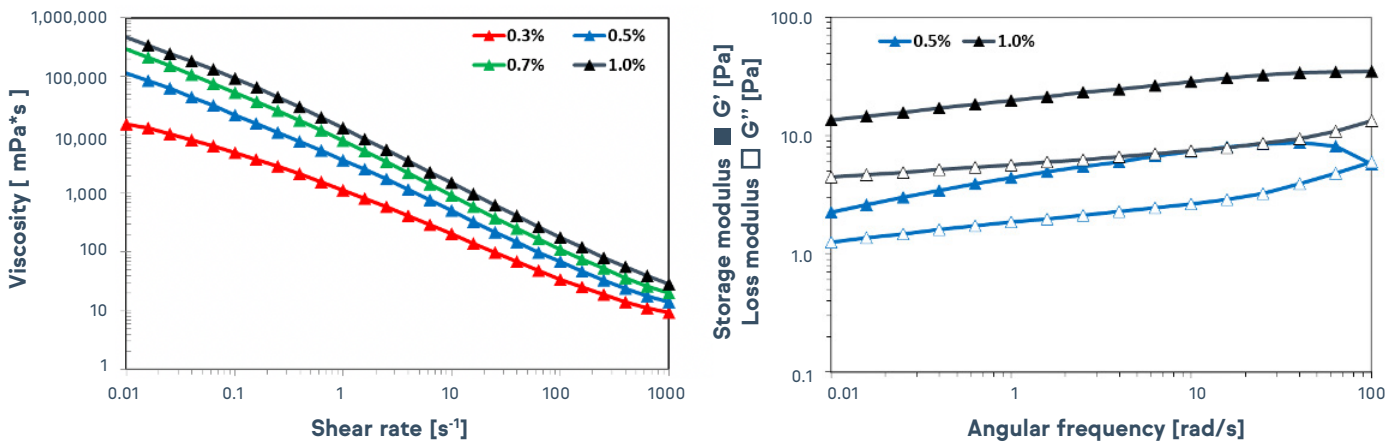 Viscosity [ mPa*s ]
1,000,000
100,000
10,000
1,000
100
10
1
0.3% 0.5%
0.7% 1.0%
0.01 0.1 1 10 100 1000
Shear rate [s-1]
Storage modulus ■ G’ [Pa]
Loss modulus □ G’’ [Pa]
100.0
10.0
1.0
0.1
0.5% 1.0%
0.01 1 10 100
Angular frequency [rad/s]